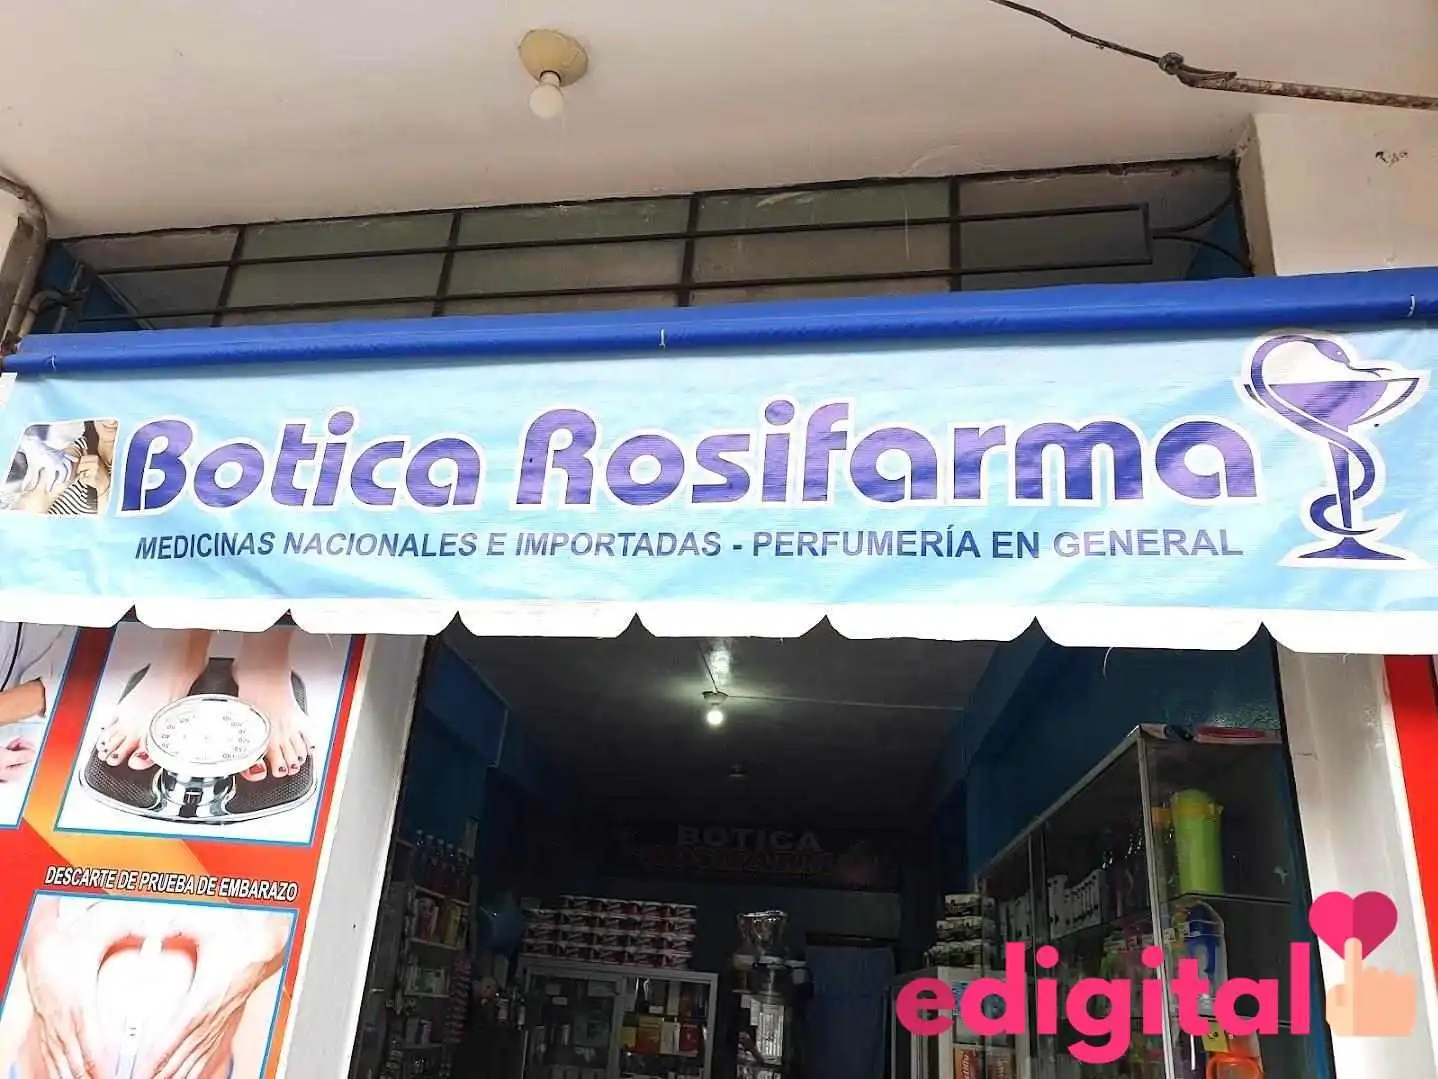 Botica Rosifarma
MEDICINAS NACIONALES E IMPORTADAS - PERFUMERÍA EN GENERAL
DESCARTE DE PRUEBA DE EMBARAZO
BOTICA
edigital